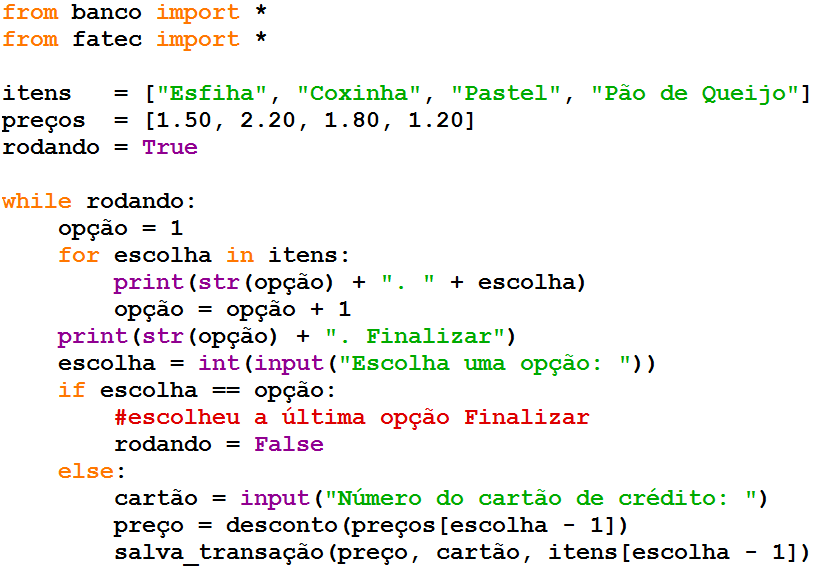 from banco import *
from fatec import *

itens   = ["Esfiha", "Coxinha", "Pastel", "Pão de Queijo"]
preços  = [1.50, 2.20, 1.80, 1.20]
rodando = True

while rodando:
    opção = 1
    for escolha in itens:
        print(str(opção) + ". " + escolha)
        opção = opção + 1
    print(str(opção) + ". Finalizar")
    escolha = int(input("Escolha uma opção: "))
    if escolha == opção:
        #escolheu a última opção Finalizar
        rodando = False
    else:
        cartão = input("Número do cartão de crédito: ")
        preço = desconto(preços[escolha - 1])
        salva_transação(preço, cartão, itens[escolha - 1])